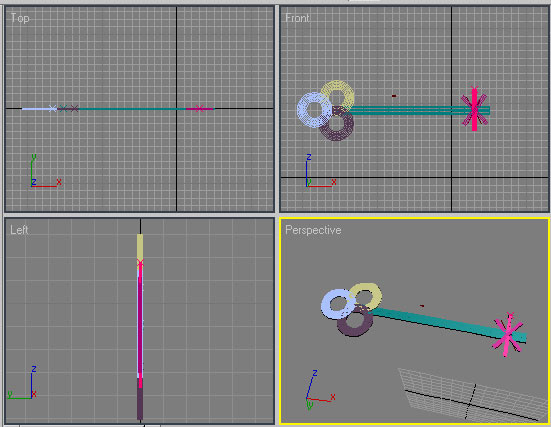 Top
Front
y
z x
z
y x
Left
Perspective
z
y x
z
x
y